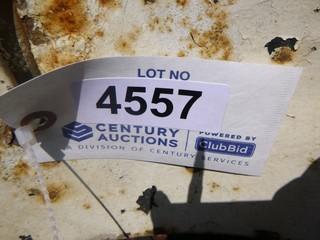 LOT NO
4557
CENTURY AUCTIONS
POWERED BY
ClubBid
A DIVISION OF CENTURY SERVICES